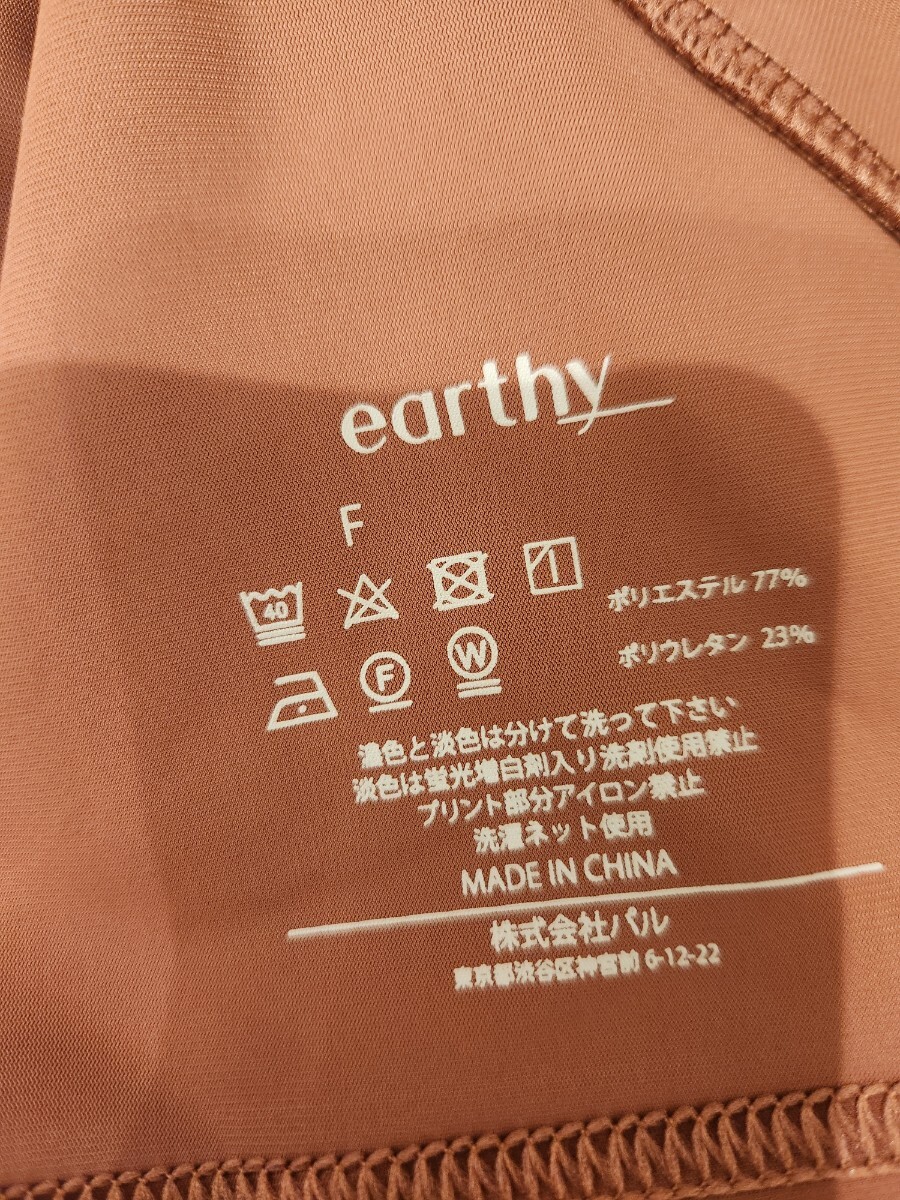 earthy
F
40
ポリエステル 77%
F W
ポリウレタン 23%
濃色と淡色は分けて洗って下さい
淡色は蛍光増白剤入り洗剤使用禁止
プリント部分アイロン禁止
洗濯ネット使用
MADE IN CHINA
株式会社パル
東京都渋谷区神宮前 6-12-22